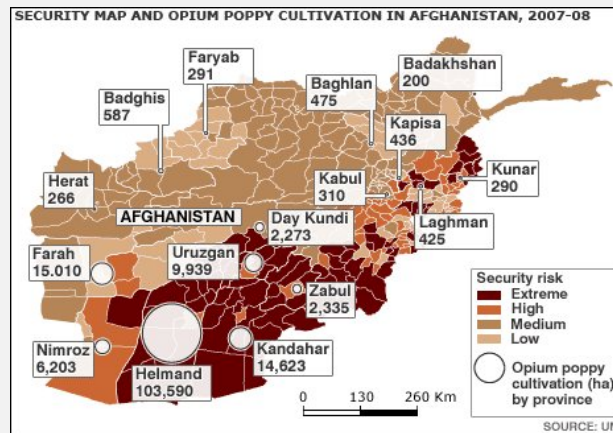 SECURITY MAP AND OPIUM POPPY CULTIVATION IN AFGHANISTAN, 2007-08
Faryab
291
Badghis
587
Herat
266
Baghlan
475
Badakhshan
200
Kapisa
436
Kabul
310
Kunar
290
Laghman
425
AFGHANISTAN
Day Kundi
2,273
Uruzgan
9,939
Farah
15.010
Zabul
2,335
Nimroz
6,203
Helmand
103,590
Kandahar
14,623
Security risk
Extreme
High
Medium
Low
Opium poppy
cultivation (ha)
by province
0 130 260 Km
SOURCE: UN